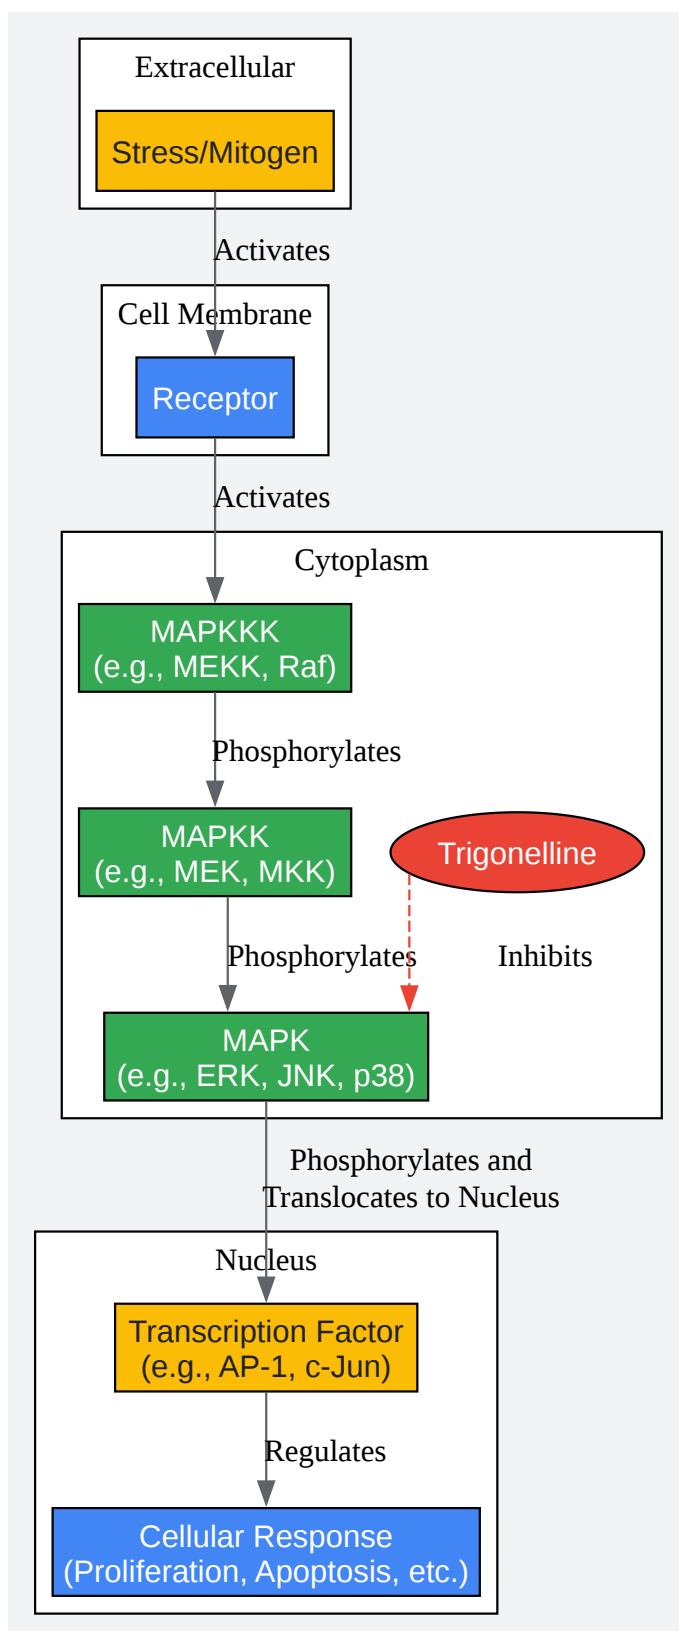 Extracellular
Stress/Mitogen
Activates
Cell Membrane
Receptor
Activates
Cytoplasm
MAPKKK
(e.g., MEKK, Raf)
Phosphorylates
MAPKK
(e.g., MEK, MKK)
Trigonelline
Phosphorylates
Inhibits
MAPK
(e.g., ERK, JNK, p38)
Phosphorylates and
Translocates to Nucleus
Nucleus
Transcription Factor
(e.g., AP-1, c-Jun)
Regulates
Cellular Response
(Proliferation, Apoptosis, etc.)